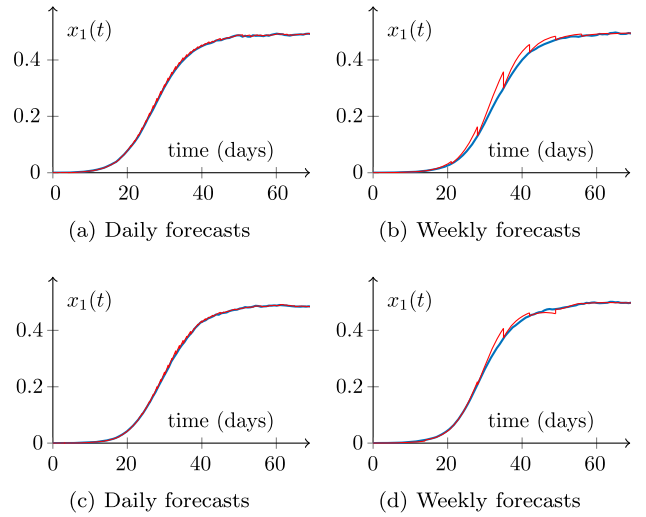 x₁(t)
0.4
0.2
0
time (days)
0 20 40 60
(a) Daily forecasts
x₁(t)
0.4
0.2
0
time (days)
0 20 40 60
(b) Weekly forecasts
x₁(t)
0.4
0.2
0
time (days)
0 20 40 60
(c) Daily forecasts
x₁(t)
0.4
0.2
0
time (days)
0 20 40 60
(d) Weekly forecasts